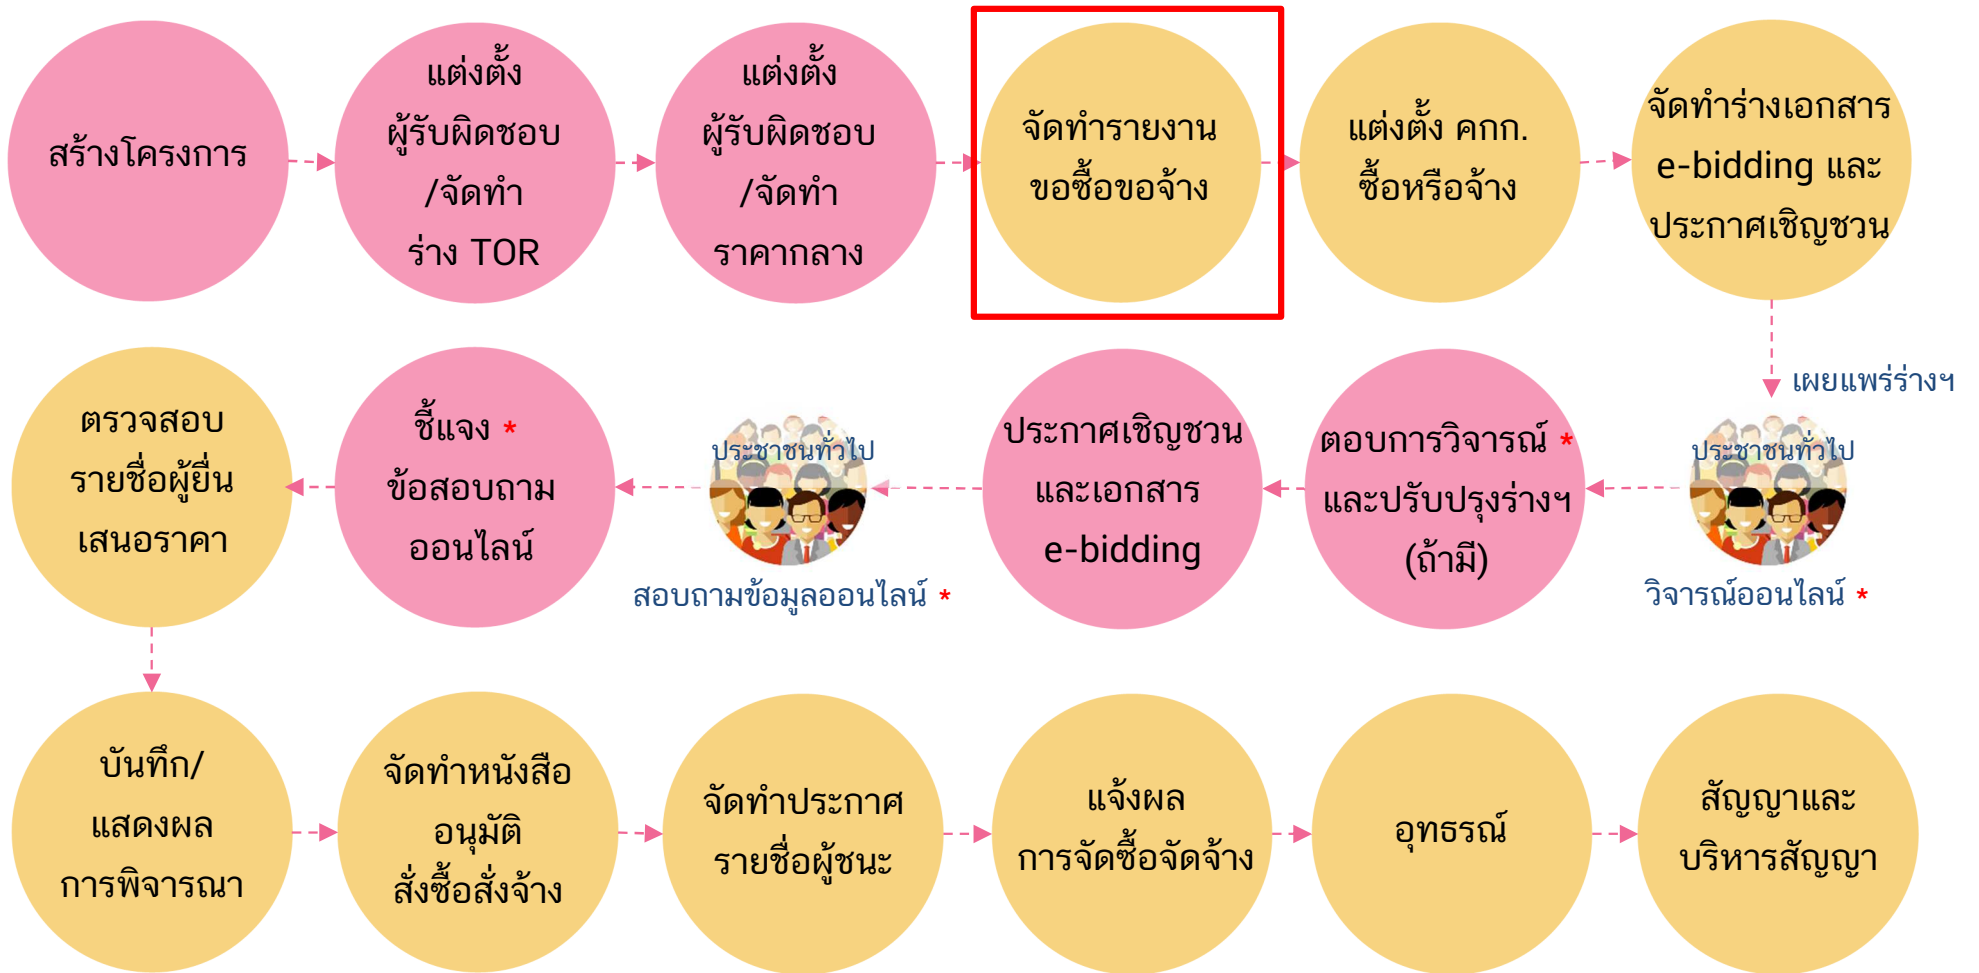 สร้างโครงการ
แต่งตั้ง
ผู้รับผิดชอบ
/จัดทำ
ร่าง TOR
แต่งตั้ง
ผู้รับผิดชอบ
/จัดทำ
ราคากลาง
จัดทำรายงาน
ขอซื้อขอจ้าง
แต่งตั้ง คกก.
ซื้อหรือจ้าง
จัดทำร่างเอกสาร
e-bidding และ
ประกาศเชิญชวน
เผยแพร่ร่างฯ
ประชาชนทั่วไป
วิจารณ์ออนไลน์ *
ตอบการวิจารณ์ *
และปรับปรุงร่างฯ
(ถ้ามี)
ประกาศเชิญชวน
และเอกสาร
e-bidding
ประชาชนทั่วไป
สอบถามข้อมูลออนไลน์ *
ชี้แจง *
ข้อสอบถาม
ออนไลน์
ตรวจสอบ
รายชื่อผู้ยื่น
เสนอราคา
บันทึก/
แสดงผล
การพิจารณา
จัดทำหนังสือ
อนุมัติ
สั่งซื้อสั่งจ้าง
จัดทำประกาศ
รายชื่อผู้ชนะ
แจ้งผล
การจัดซื้อจัดจ้าง
อุทธรณ์
สัญญาและ
บริหารสัญญา